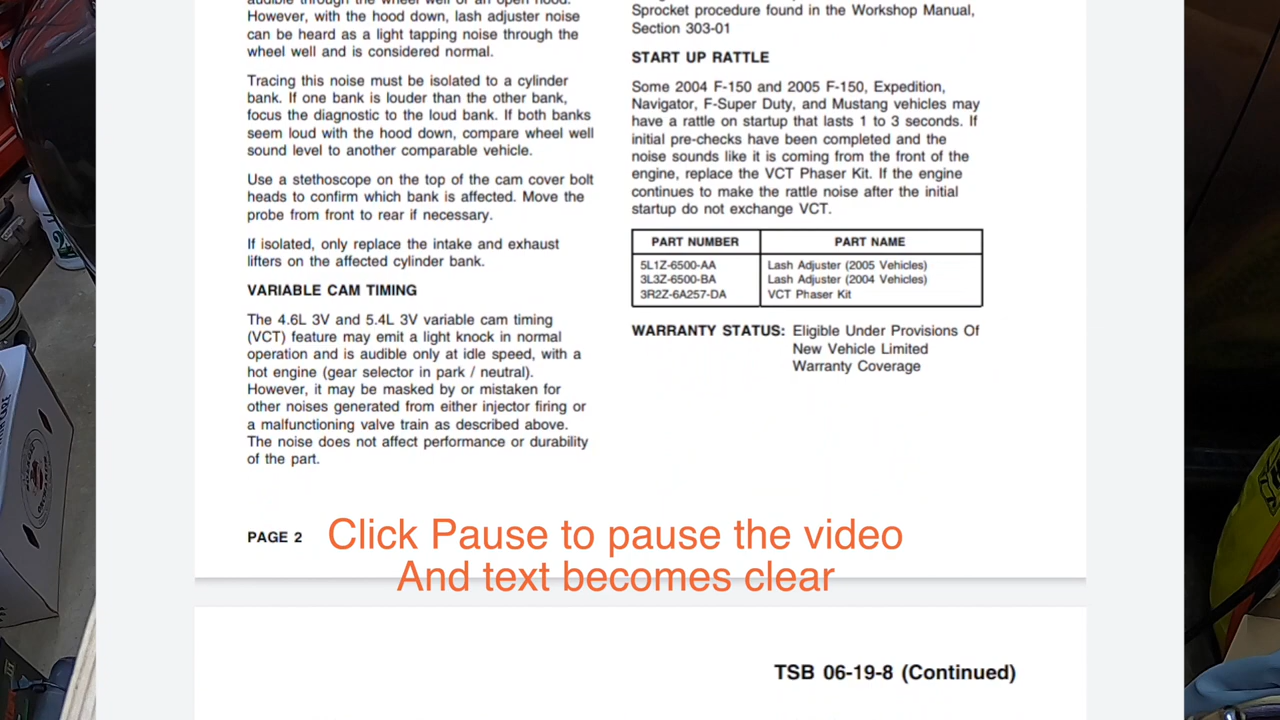 audible through the wheel well or an open hood.
However, with the hood down, lash adjuster noise
can be heard as a light tapping noise through the
wheel well and is considered normal.
Tracing this noise must be isolated to a cylinder
bank. If one bank is louder than the other bank,
focus the diagnostic to the loud bank. If both banks
seem loud with the hood down, compare wheel well
sound level to another comparable vehicle.
Use a stethoscope on the top of the cam cover bolt
heads to confirm which bank is affected. Move the
probe from front to rear if necessary.
If isolated, only replace the intake and exhaust
lifters on the affected cylinder bank.
VARIABLE CAM TIMING
The 4.6L 3V and 5.4L 3V variable cam timing
(VCT) feature may emit a light knock in normal
operation and is audible only at idle speed, with a
hot engine (gear selector in park / neutral).
However, it may be masked by or mistaken for
other noises generated from either injector firing or
a malfunctioning valve train as described above.
The noise does not affect performance or durability
of the part.
Sprocket procedure found in the Workshop Manual,
Section 303-01
START UP RATTLE
Some 2004 F-150 and 2005 F-150, Expedition,
Navigator, F-Super Duty, and Mustang vehicles may
have a rattle on startup that lasts 1 to 3 seconds. If
initial pre-checks have been completed and the
noise sounds like it is coming from the front of the
engine, replace the VCT Phaser Kit. If the engine
continues to make the rattle noise after the initial
startup do not exchange VCT.
PART NUMBER PART NAME
5L1Z-6500-AA Lash Adjuster (2005 Vehicles)
3L3Z-6500-BA Lash Adjuster (2004 Vehicles)
3R2Z-6A257-DA VCT Phaser Kit
WARRANTY STATUS: Eligible Under Provisions Of
New Vehicle Limited
Warranty Coverage
PAGE 2
Click Pause to pause the video
And text becomes clear
TSB 06-19-8 (Continued)